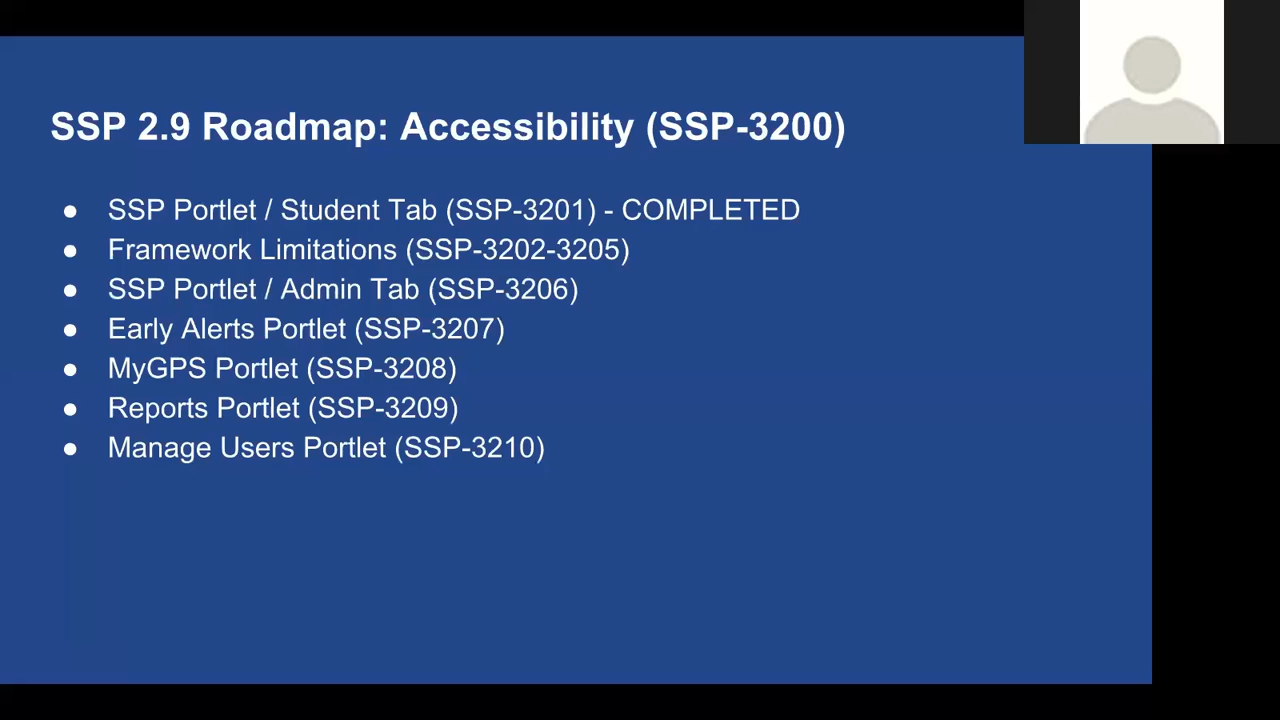 SSP 2.9 Roadmap: Accessibility (SSP-3200)
● SSP Portlet / Student Tab (SSP-3201) - COMPLETED
● Framework Limitations (SSP-3202-3205)
● SSP Portlet / Admin Tab (SSP-3206)
● Early Alerts Portlet (SSP-3207)
● MyGPS Portlet (SSP-3208)
● Reports Portlet (SSP-3209)
● Manage Users Portlet (SSP-3210)